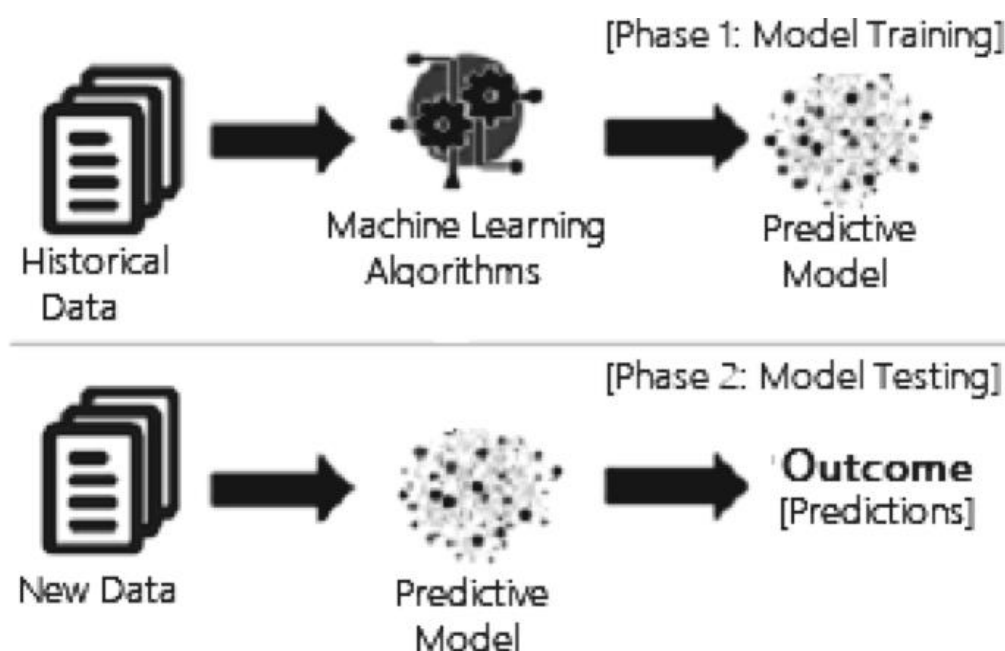 [Phase 1: Model Training]
Historical
Data
Machine Learning
Algorithms
Predictive
Model
[Phase 2: Model Testing]
New Data
Predictive
Model
Outcome
[Predictions]